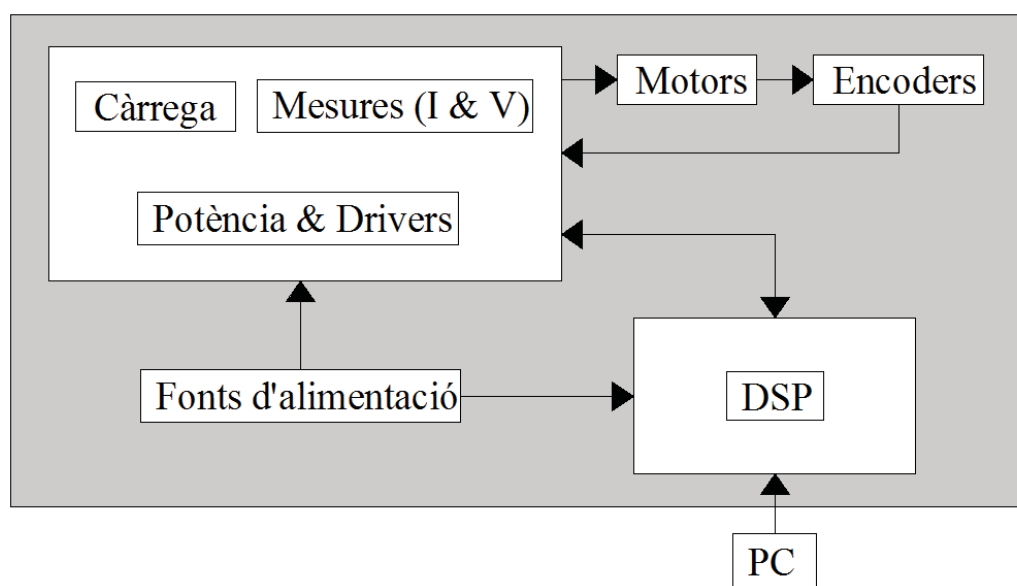 Càrrega
Mesures (I & V)
Motors
Encoders
Potència & Drivers
Fonts d'alimentació
DSP
PC